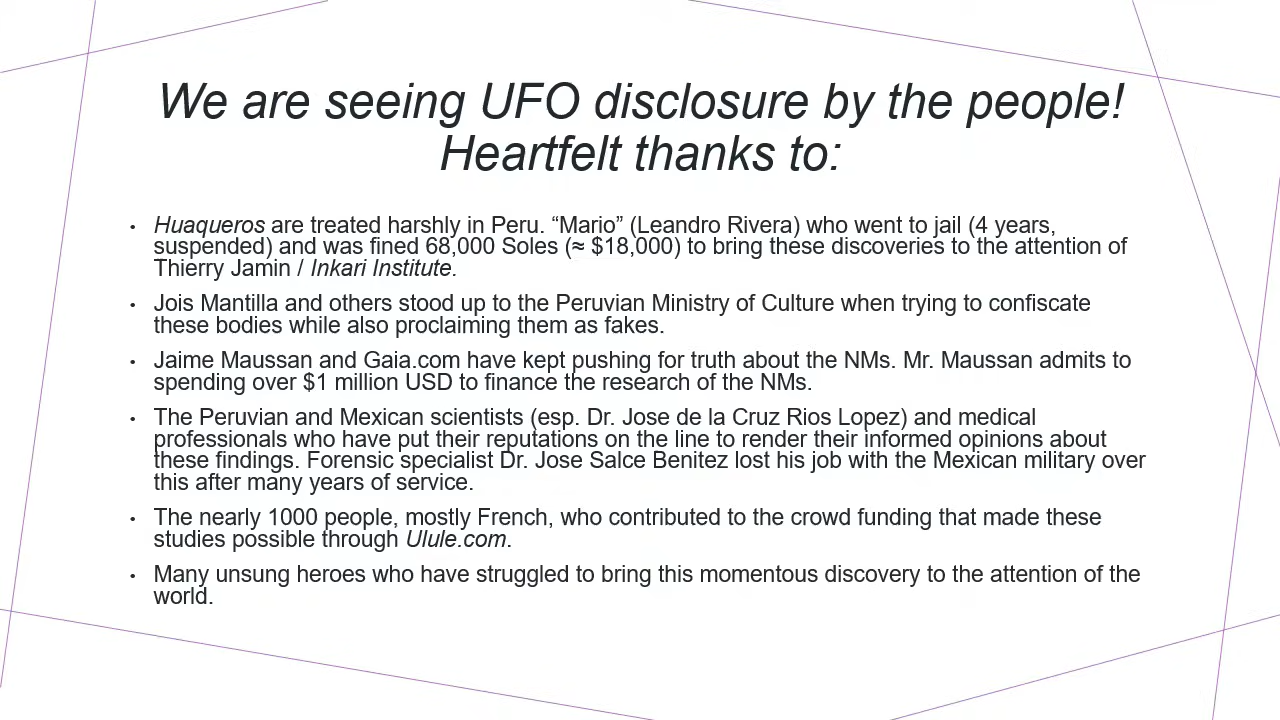 We are seeing UFO disclosure by the people!
Heartfelt thanks to:
• Huaqueros are treated harshly in Peru. “Mario” (Leandro Rivera) who went to jail (4 years,
suspended) and was fined 68,000 Soles (≈ $18,000) to bring these discoveries to the attention of
Thierry Jamin / Inkari Institute.
• Jois Mantilla and others stood up to the Peruvian Ministry of Culture when trying to confiscate
these bodies while also proclaiming them as fakes.
• Jaime Maussan and Gaia.com have kept pushing for truth about the NMs. Mr. Maussan admits to
spending over $1 million USD to finance the research of the NMs.
• The Peruvian and Mexican scientists (esp. Dr. Jose de la Cruz Rios Lopez) and medical
professionals who have put their reputations on the line to render their informed opinions about
these findings. Forensic specialist Dr. Jose Salce Benitez lost his job with the Mexican military over
this after many years of service.
• The nearly 1000 people, mostly French, who contributed to the crowd funding that made these
studies possible through Ulule.com.
• Many unsung heroes who have struggled to bring this momentous discovery to the attention of the
world.